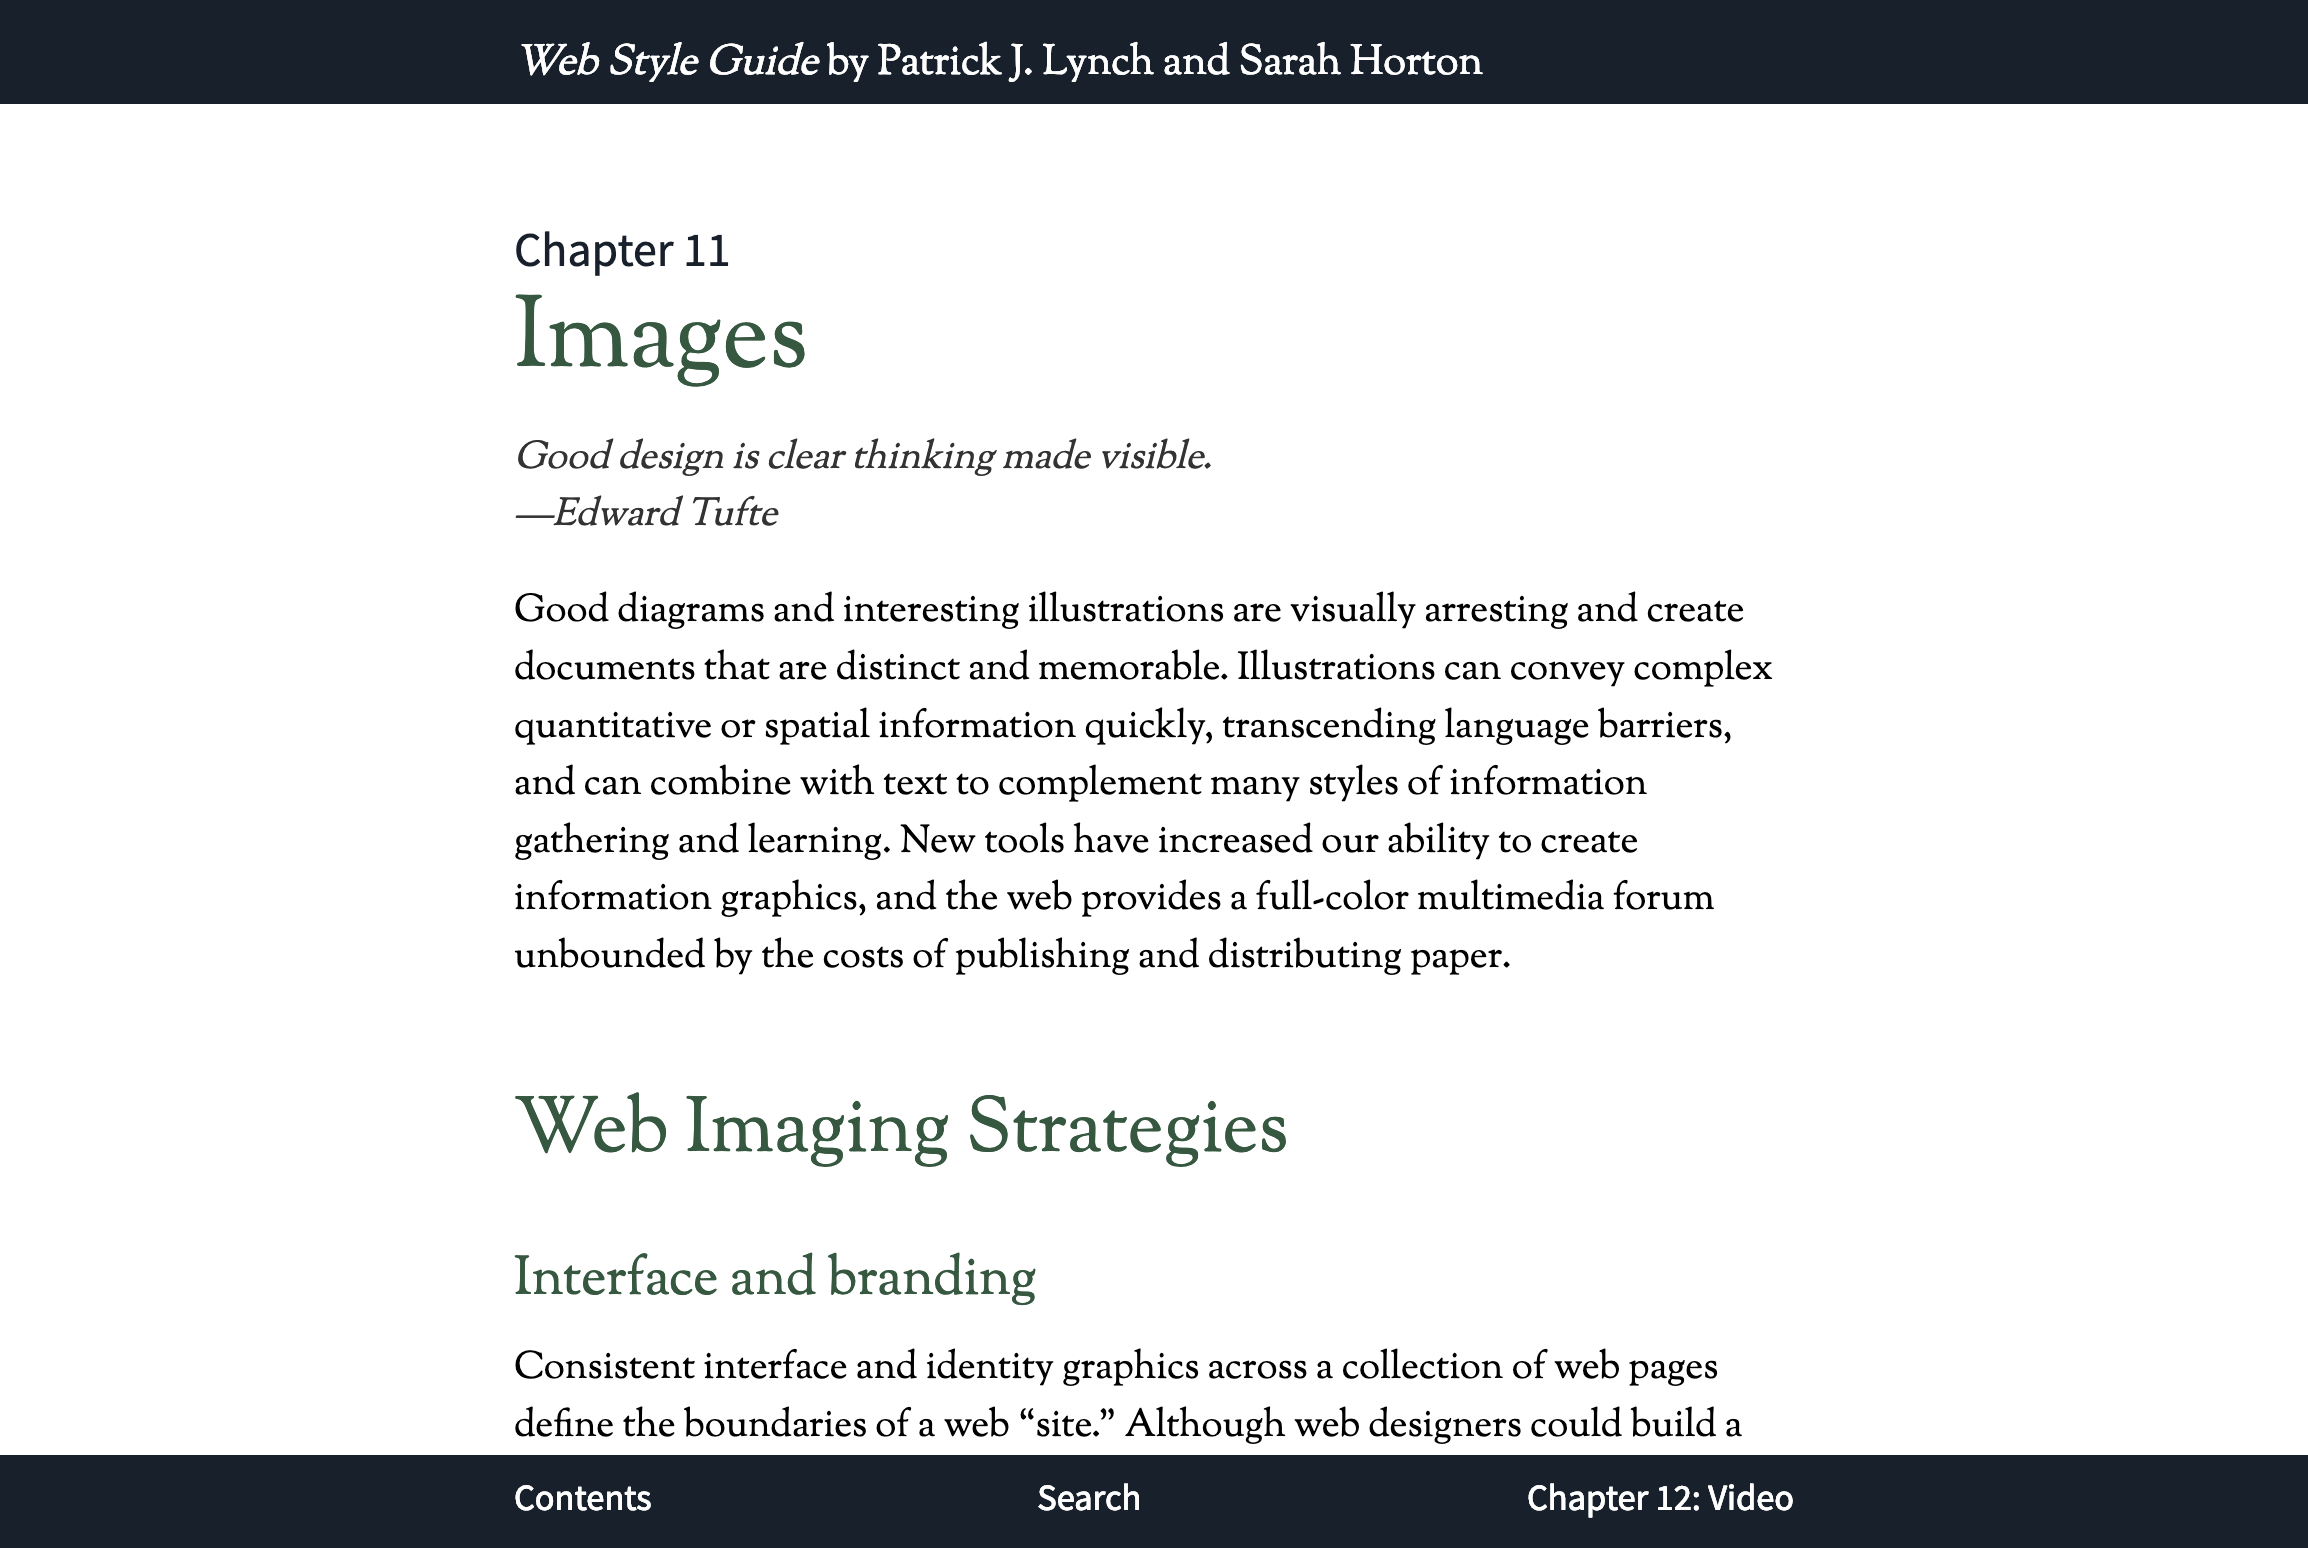 Web Style Guide by Patrick J. Lynch and Sarah Horton
Chapter 11
Images
Good design is clear thinking made visible.
—Edward Tufte
Good diagrams and interesting illustrations are visually arresting and create
documents that are distinct and memorable. Illustrations can convey complex
quantitative or spatial information quickly, transcending language barriers,
and can combine with text to complement many styles of information
gathering and learning. New tools have increased our ability to create
information graphics, and the web provides a full-color multimedia forum
unbounded by the costs of publishing and distributing paper.
Web Imaging Strategies
Interface and branding
Consistent interface and identity graphics across a collection of web pages
define the boundaries of a web “site.” Although web designers could build a
Contents
Search
Chapter 12: Video